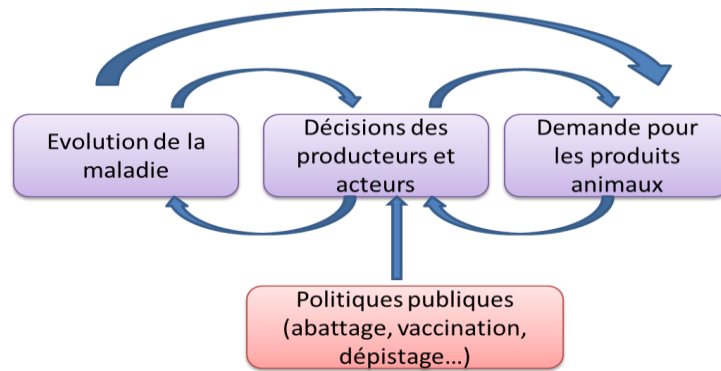 Evolution de la
maladie
Décisions des
producteurs et
acteurs
Demande pour
les produits
animaux
Politiques publiques
(abattage, vaccination,
dépistage…)